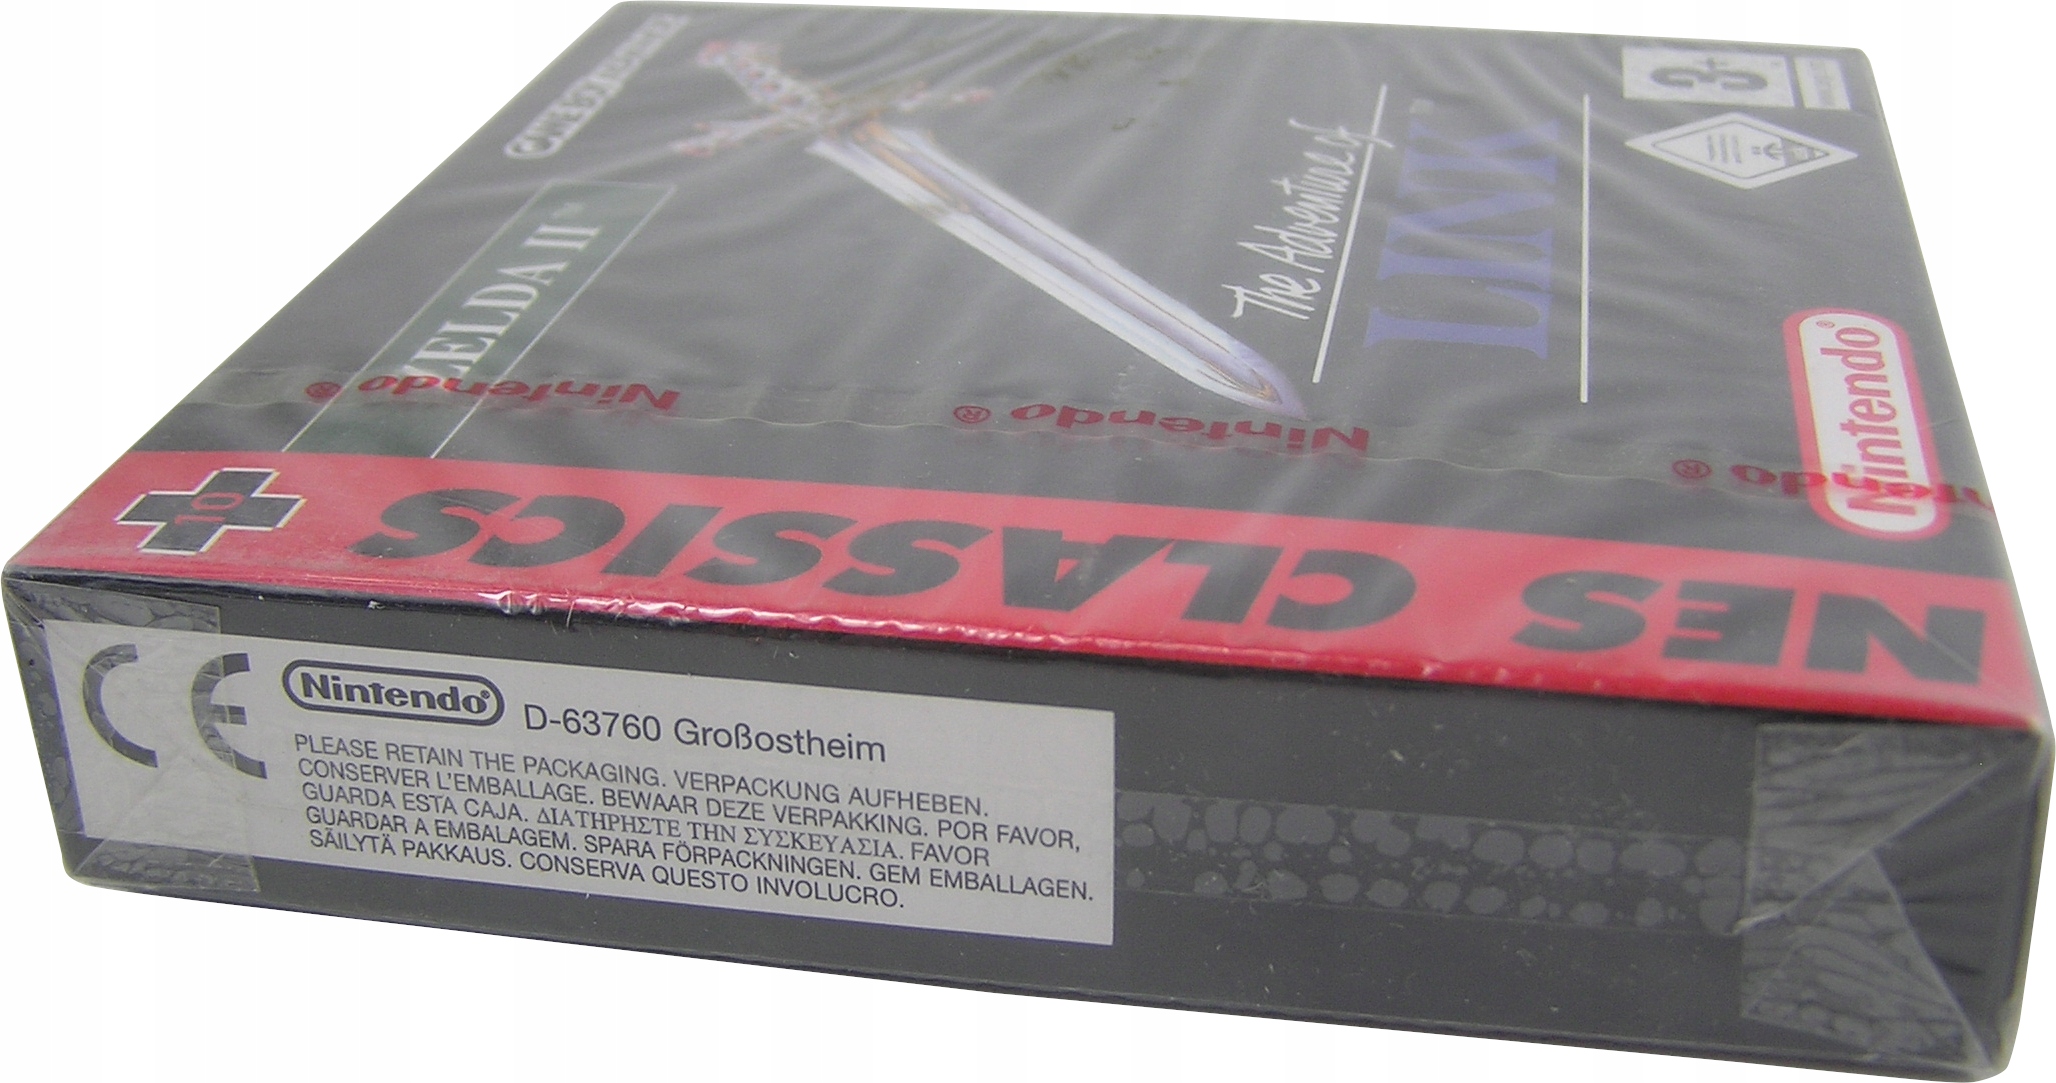 GAME BOY ADVANCE
ZELDA II™
The Adventure of
LINK™
3+
Nintendo®
Nintendo®
Nintendo®
Nintendo®
10
NES CLASSICS
CE
Nintendo® D-63760 Großostheim
PLEASE RETAIN THE PACKAGING. VERPACKUNG AUFHEBEN.
CONSERVER L'EMBALLAGE. BEWAAR DEZE VERPAKKING. POR FAVOR,
GUARDA ESTA CAJA. ΔΙΑΤΗΡΗΣΤΕ ΤΗΝ ΣΥΣΚΕΥΑΣΙΑ. FAVOR
GUARDAR A EMBALAGEM. SPARA FÖRPACKNINGEN. GEM EMBALLAGEN.
SÄILYTÄ PAKKAUS. CONSERVA QUESTO INVOLUCRO.